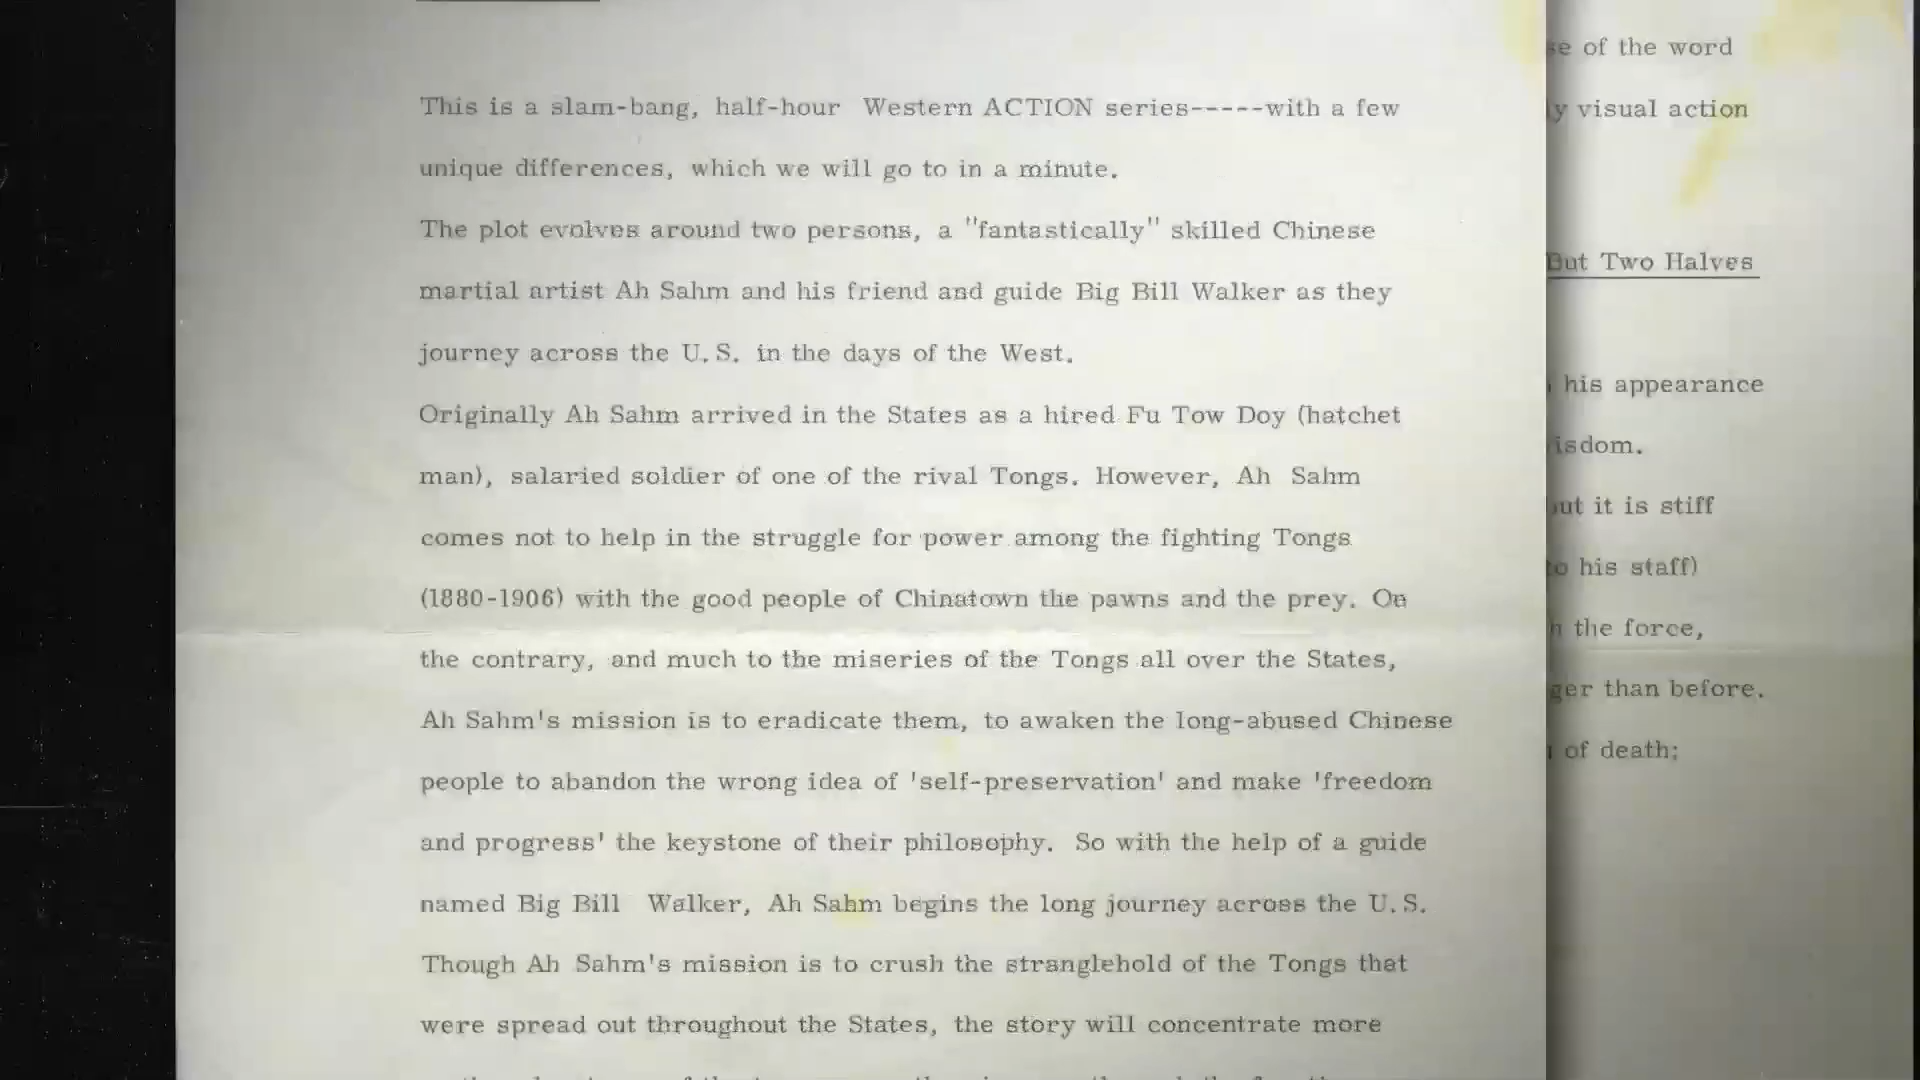 This is a slam-bang, half-hour Western ACTION series-----with a few
unique differences, which we will go to in a minute.
The plot evolves around two persons, a "fantastically" skilled Chinese
martial artist Ah Sahm and his friend and guide Big Bill Walker as they
journey across the U.S. in the days of the West.
Originally Ah Sahm arrived in the States as a hired Fu Tow Doy (hatchet
man), salaried soldier of one of the rival Tongs. However, Ah Sahm
comes not to help in the struggle for power among the fighting Tongs
(1880-1906) with the good people of Chinatown the pawns and the prey. On
the contrary, and much to the miseries of the Tongs all over the States,
Ah Sahm's mission is to eradicate them, to awaken the long-abused Chinese
people to abandon the wrong idea of 'self-preservation' and make 'freedom
and progress' the keystone of their philosophy. So with the help of a guide
named Big Bill Walker, Ah Sahm begins the long journey across the U.S.
Though Ah Sahm's mission is to crush the stranglehold of the Tongs that
were spread out throughout the States, the story will concentrate more
of the word
visual action
But Two Halves
his appearance
it is stiff
his staff)
the force,
than before.
of death;